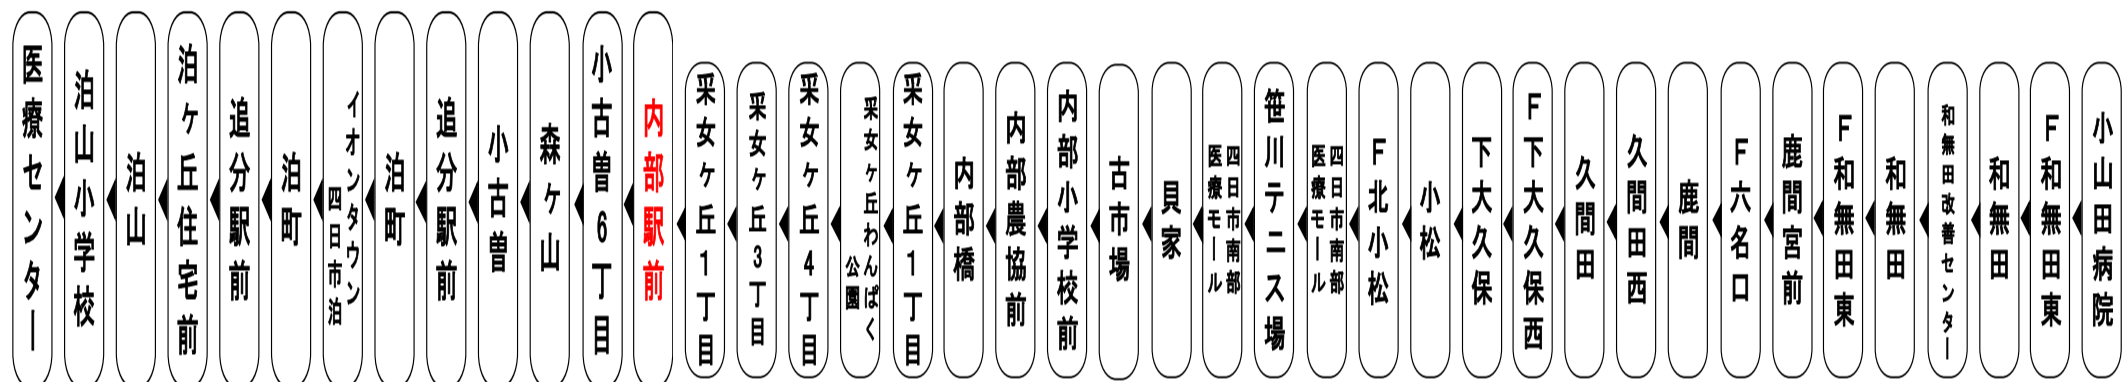 小山田病院
F和無田東
和無田
和無田改善センター
和無田
F和無田東
鹿間宮前
F六名口
鹿間
久間田西
久間田
F下大久保西
下大久保
小松
F北小松
四日市南部
医療モール
笹川テニス場
四日市南部
医療モール
貝家
古市場
内部小学校前
内部農協前
内部橋
采女ヶ丘1丁目
采女ヶ丘わんぱく
公園
采女ヶ丘4丁目
采女ヶ丘3丁目
采女ヶ丘1丁目
内部駅前
小古曽6丁目
森ヶ山
小古曽
追分駅前
泊町
イオンタウン
四日市泊
泊町
追分駅前
泊ヶ丘住宅前
泊山
泊山小学校
医療センター